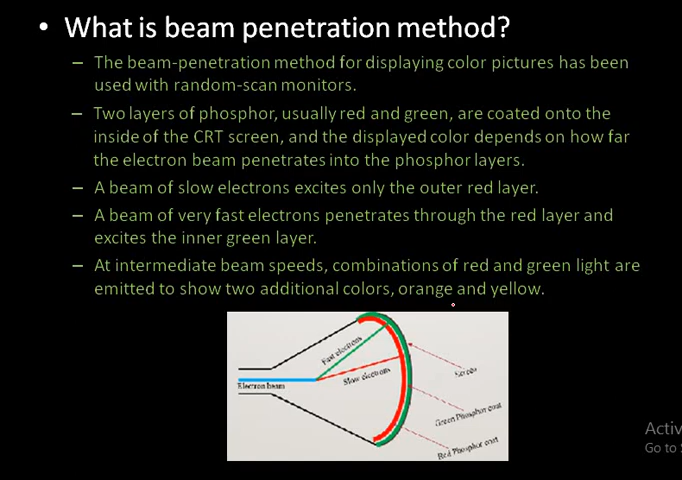 • What is beam penetration method?
– The beam-penetration method for displaying color pictures has been
used with random-scan monitors.
– Two layers of phosphor, usually red and green, are coated onto the
inside of the CRT screen, and the displayed color depends on how far
the electron beam penetrates into the phosphor layers.
– A beam of slow electrons excites only the outer red layer.
– A beam of very fast electrons penetrates through the red layer and
excites the inner green layer.
– At intermediate beam speeds, combinations of red and green light are
emitted to show two additional colors, orange and yellow.
Fast electrons
Slow electrons
Electron beam
Green Phosphor coat
Red Phosphor coat
Activ
Go to S